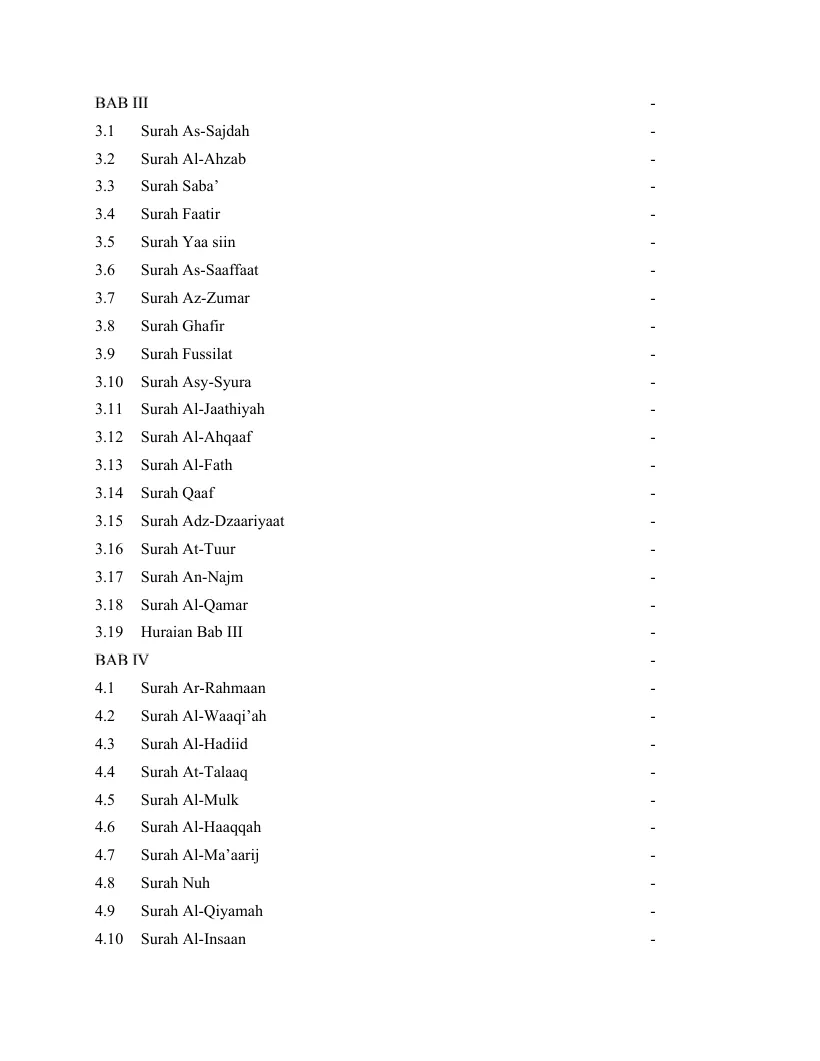 BAB III -
3.1 Surah As-Sajdah -
3.2 Surah Al-Ahzab -
3.3 Surah Saba’ -
3.4 Surah Faatir -
3.5 Surah Yaa siin -
3.6 Surah As-Saaffaat -
3.7 Surah Az-Zumar -
3.8 Surah Ghafir -
3.9 Surah Fussilat -
3.10 Surah Asy-Syura -
3.11 Surah Al-Jaathiyah -
3.12 Surah Al-Ahqaaf -
3.13 Surah Al-Fath -
3.14 Surah Qaaf -
3.15 Surah Adz-Dzaariyaat -
3.16 Surah At-Tuur -
3.17 Surah An-Najm -
3.18 Surah Al-Qamar -
3.19 Huraian Bab III -
BAB IV -
4.1 Surah Ar-Rahmaan -
4.2 Surah Al-Waaqi’ah -
4.3 Surah Al-Hadiid -
4.4 Surah At-Talaaq -
4.5 Surah Al-Mulk -
4.6 Surah Al-Haaqqah -
4.7 Surah Al-Ma’aarij -
4.8 Surah Nuh -
4.9 Surah Al-Qiyamah -
4.10 Surah Al-Insaan -